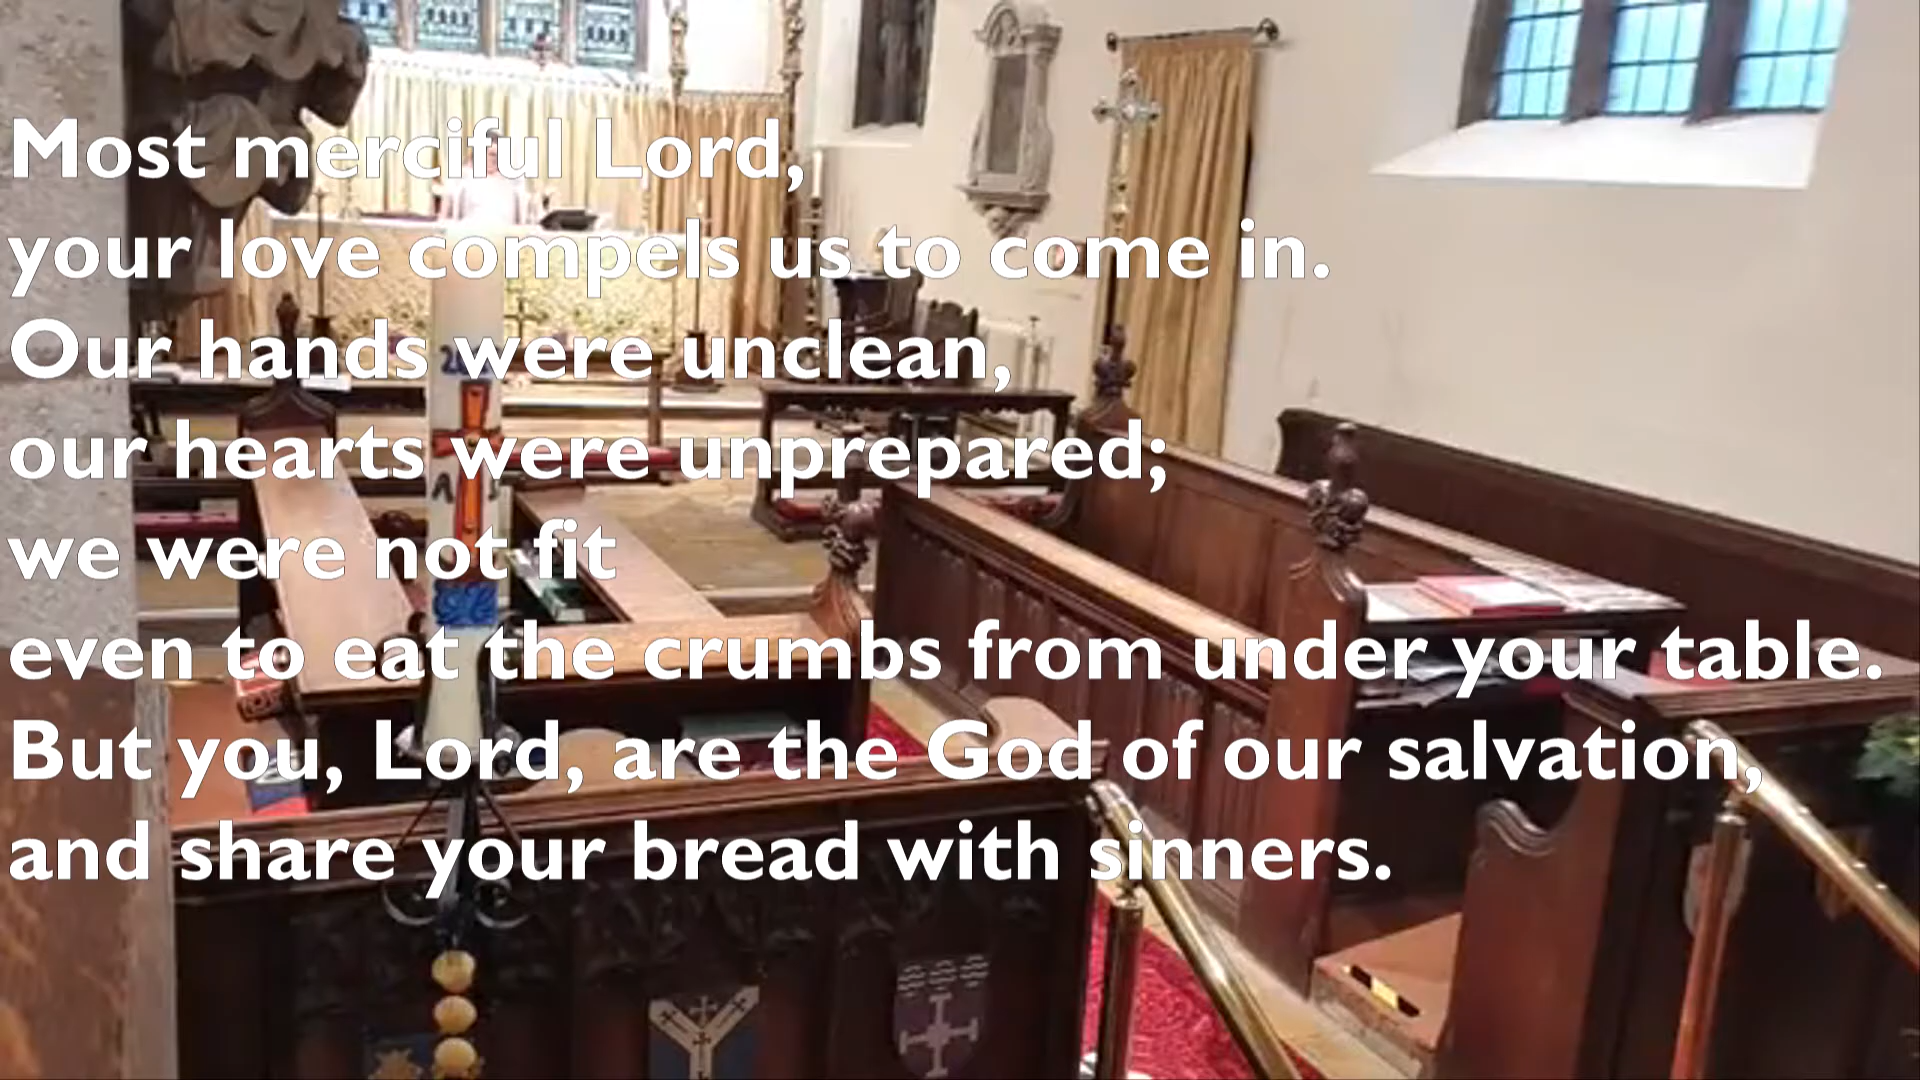 Most merciful Lord,
your love compels us to come in.
Our hands were unclean,
our hearts were unprepared;
we were not fit
even to eat the crumbs from under your table.
But you, Lord, are the God of our salvation,
and share your bread with sinners.